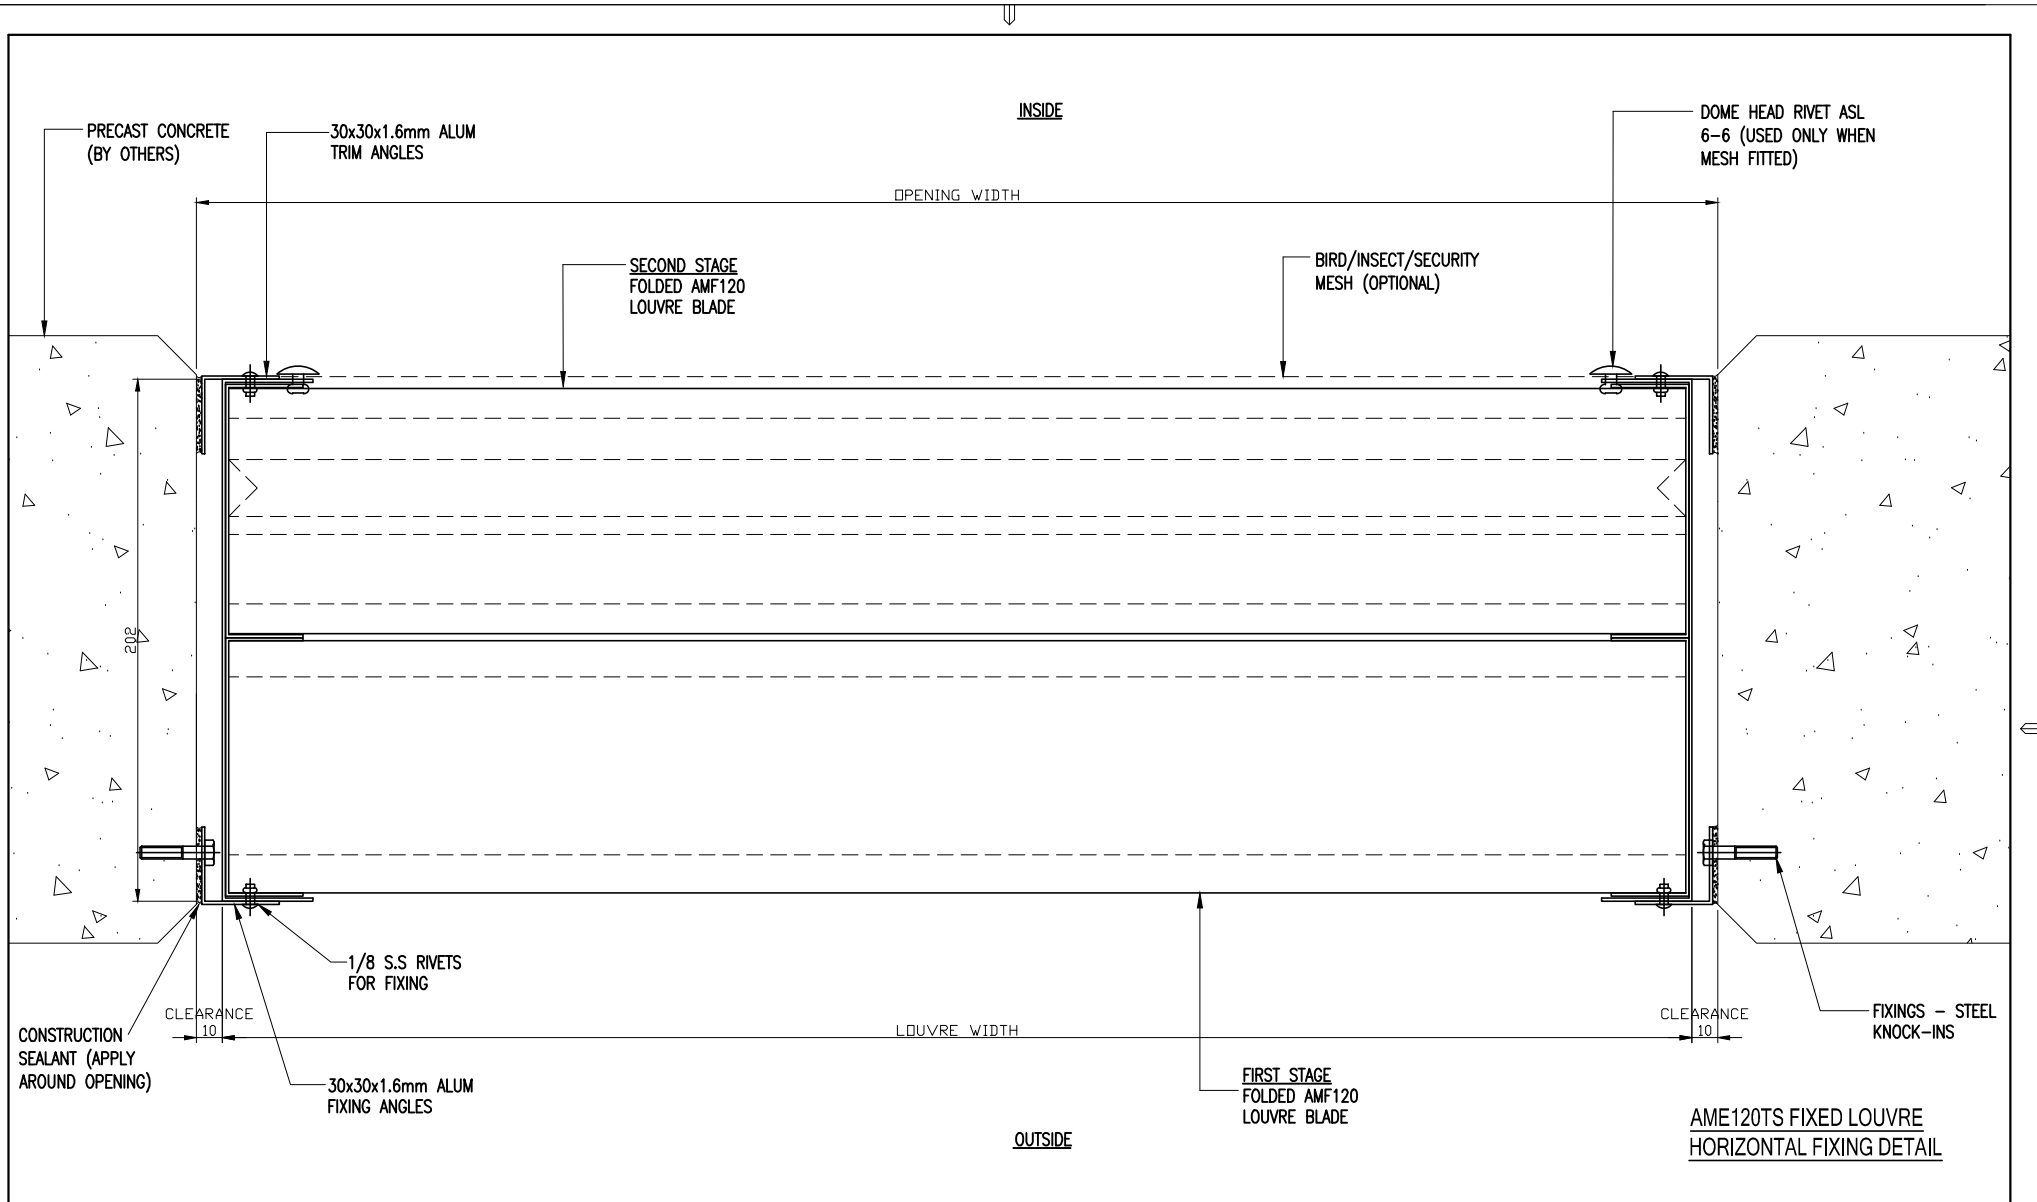 INSIDE
PRECAST CONCRETE
(BY OTHERS)
30x30x1.6mm ALUM
TRIM ANGLES
DOME HEAD RIVET ASL
6-6 (USED ONLY WHEN
MESH FITTED)
OPENING WIDTH
SECOND STAGE
FOLDED AMF120
LOUVRE BLADE
BIRD/INSECT/SECURITY
MESH (OPTIONAL)
202
1/8 S.S RIVETS
FOR FIXING
CLEARANCE
10
LOUVRE WIDTH
CLEARANCE
10
CONSTRUCTION
SEALANT (APPLY
AROUND OPENING)
FIXINGS - STEEL
KNOCK-INS
30x30x1.6mm ALUM
FIXING ANGLES
FIRST STAGE
FOLDED AMF120
LOUVRE BLADE
OUTSIDE
AME120TS FIXED LOUVRE
HORIZONTAL FIXING DETAIL